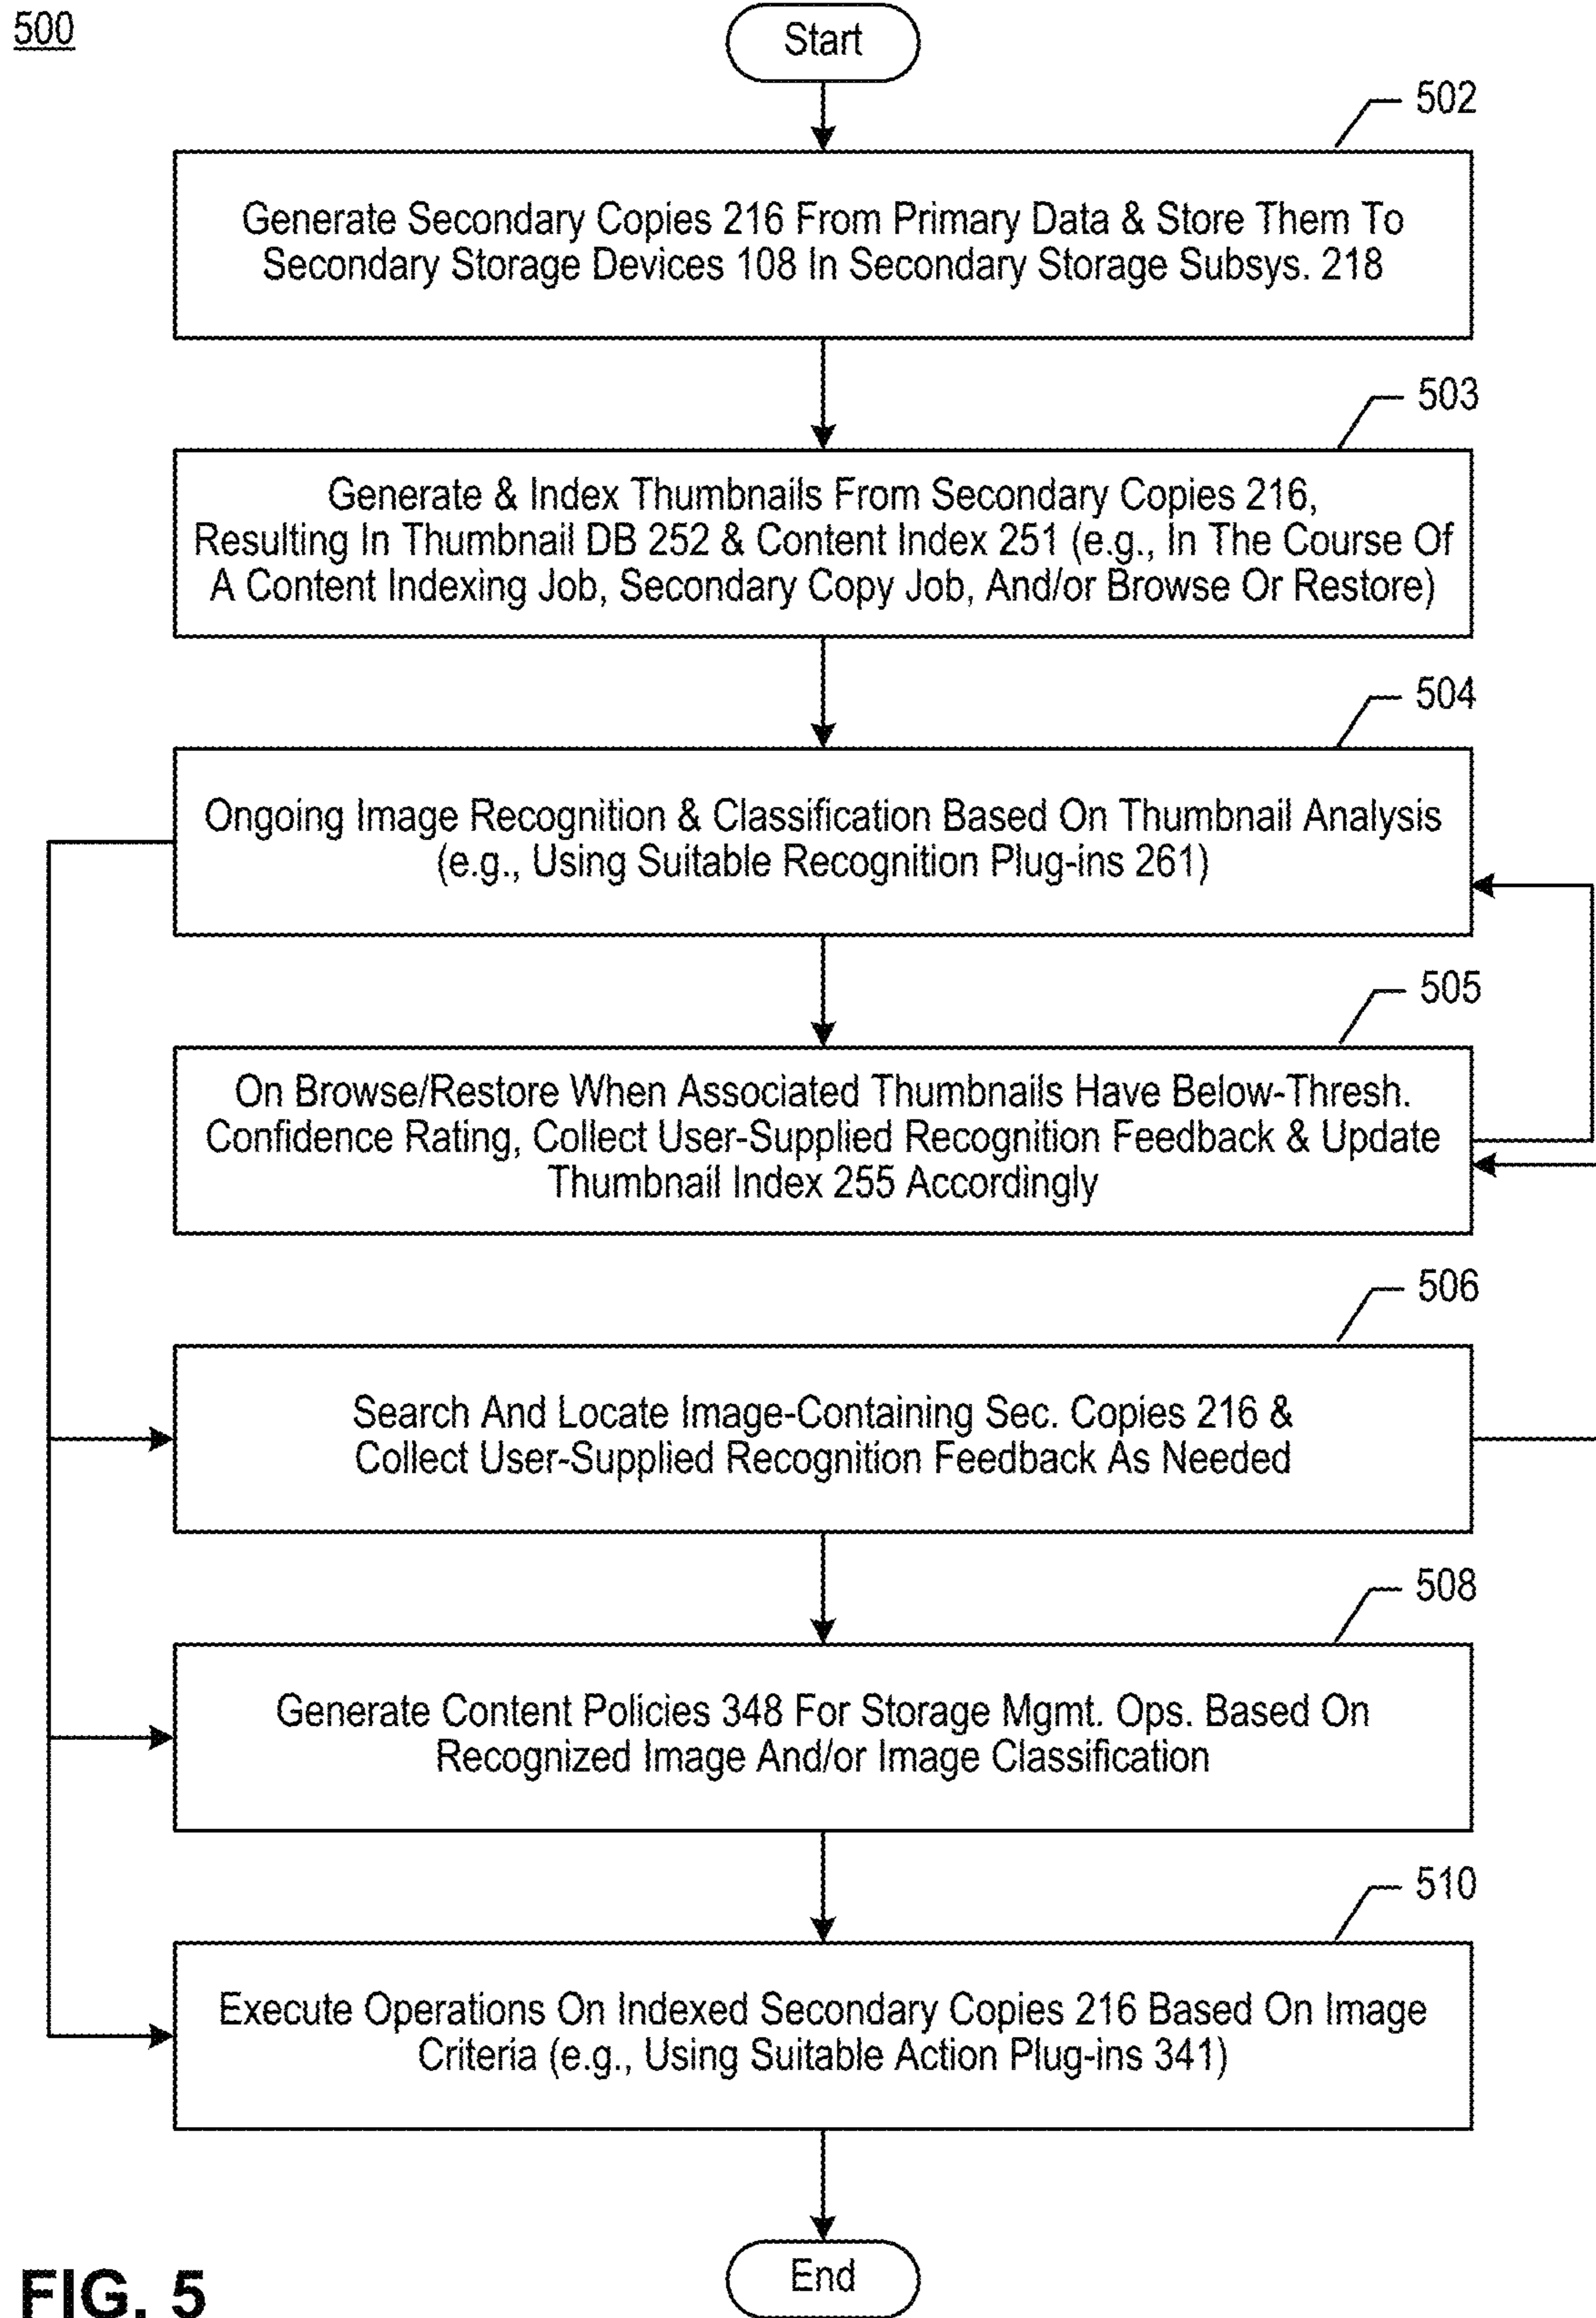 500
Start
502
Generate Secondary Copies 216 From Primary Data & Store Them To
Secondary Storage Devices 108 In Secondary Storage Subsys. 218
503
Generate & Index Thumbnails From Secondary Copies 216,
Resulting In Thumbnail DB 252 & Content Index 251 (e.g., In The Course Of
A Content Indexing Job, Secondary Copy Job, And/or Browse Or Restore)
504
Ongoing Image Recognition & Classification Based On Thumbnail Analysis
(e.g., Using Suitable Recognition Plug-ins 261)
505
On Browse/Restore When Associated Thumbnails Have Below-Thresh.
Confidence Rating, Collect User-Supplied Recognition Feedback & Update
Thumbnail Index 255 Accordingly
506
Search And Locate Image-Containing Sec. Copies 216 &
Collect User-Supplied Recognition Feedback As Needed
508
Generate Content Policies 348 For Storage Mgmt. Ops. Based On
Recognized Image And/or Image Classification
510
Execute Operations On Indexed Secondary Copies 216 Based On Image
Criteria (e.g., Using Suitable Action Plug-ins 341)
End
FIG. 5